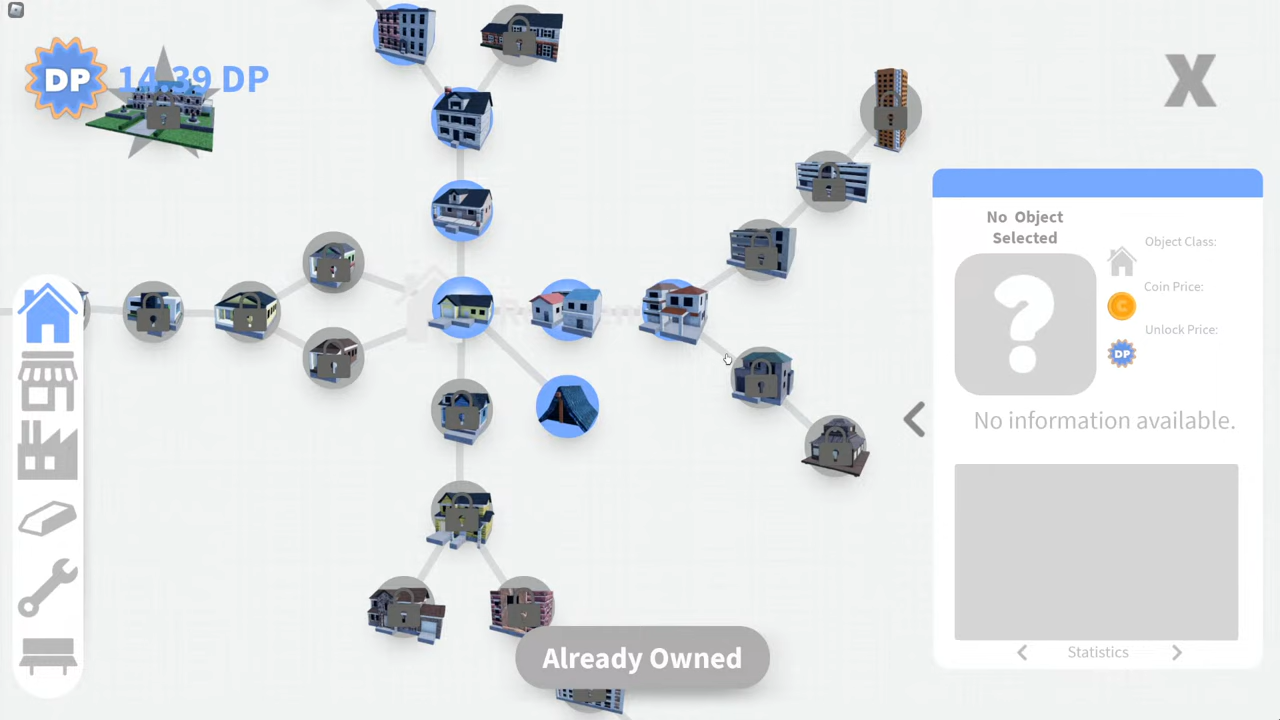 DP 14.39 DP
X
No Object
Selected
Object Class:
Coin Price:
C
Unlock Price:
DP
?
No information available.
Statistics
Already Owned